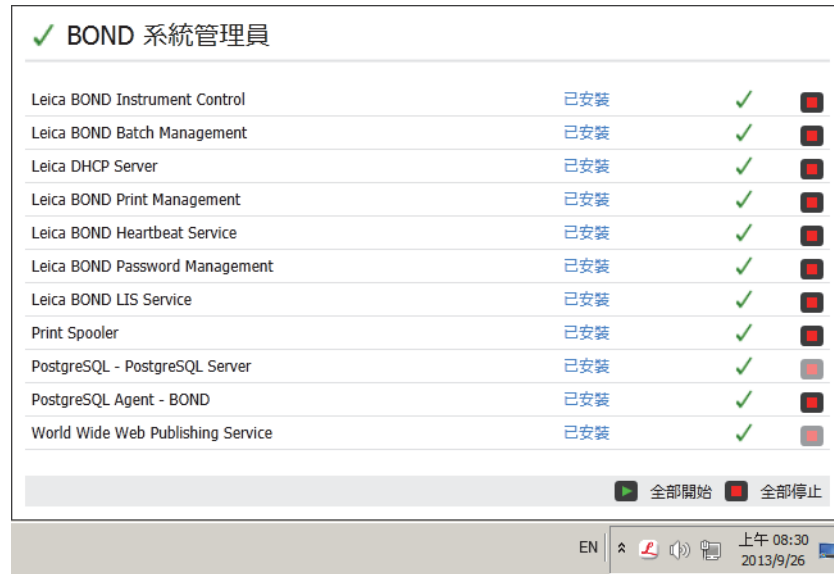 BOND 系統管理員
Leica BOND Instrument Control 已安裝
Leica BOND Batch Management 已安裝
Leica DHCP Server 已安裝
Leica BOND Print Management 已安裝
Leica BOND Heartbeat Service 已安裝
Leica BOND Password Management 已安裝
Leica BOND LIS Service 已安裝
Print Spooler 已安裝
PostgreSQL - PostgreSQL Server 已安裝
PostgreSQL Agent - BOND 已安裝
World Wide Web Publishing Service 已安裝
全部開始 全部停止
EN L 上午 08:30
2013/9/26